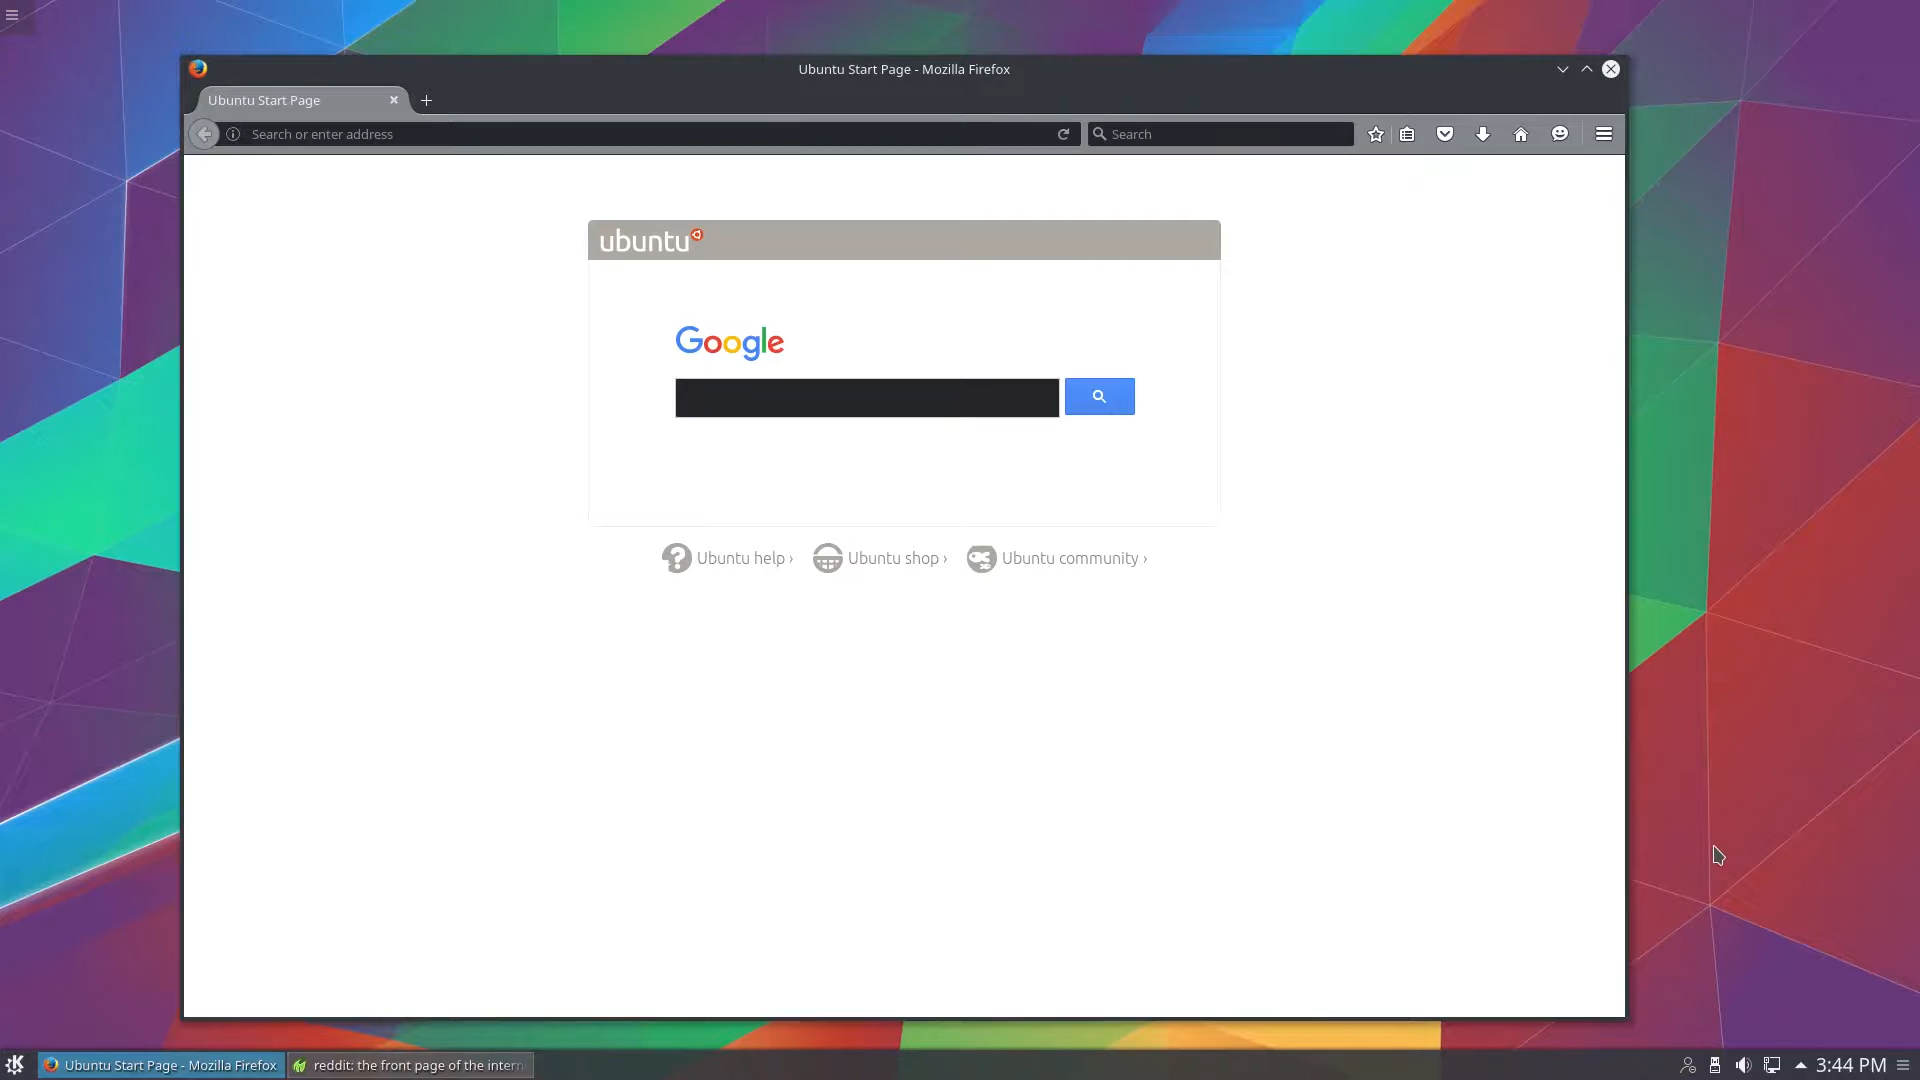 Ubuntu Start Page - Mozilla Firefox
Ubuntu Start Page
Search or enter address
Search
ubuntu
Google
Ubuntu help ›
Ubuntu shop ›
Ubuntu community ›
Ubuntu Start Page - Mozilla Firefox
reddit: the front page of the intern
3:44 PM